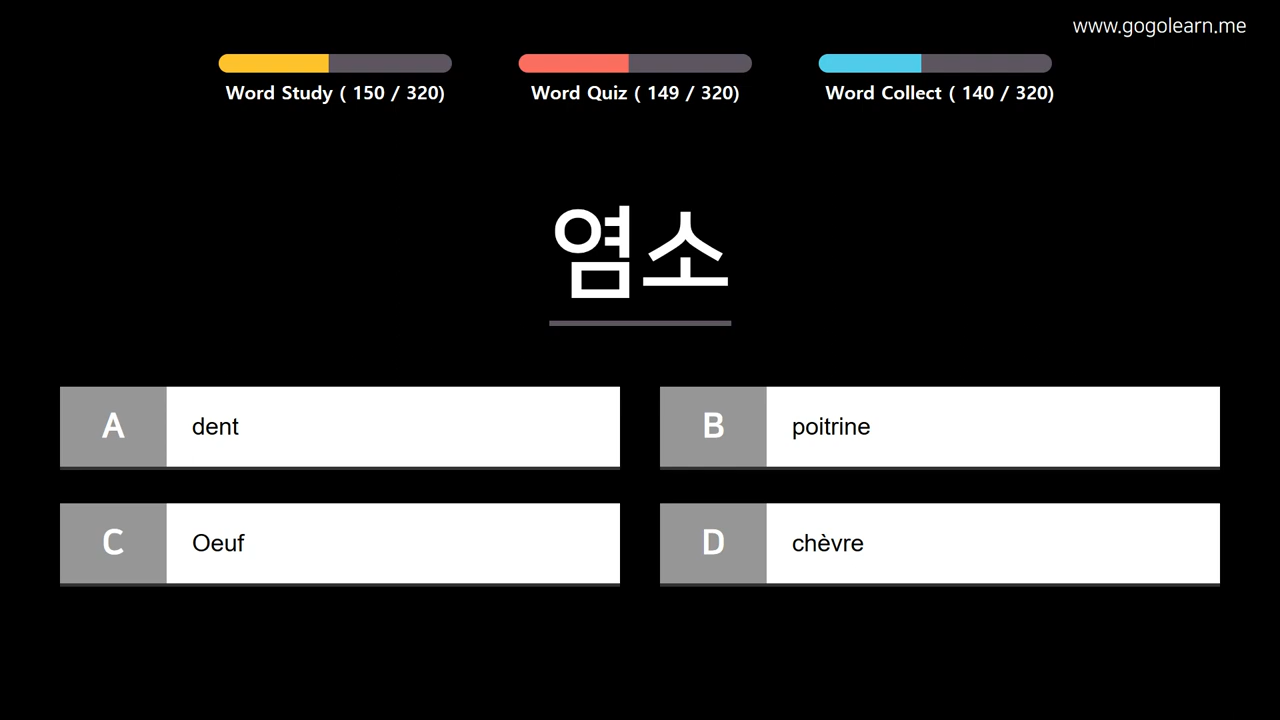 www.gogolearn.me
Word Study ( 150 / 320)
Word Quiz ( 149 / 320)
Word Collect ( 140 / 320)
염소
A
dent
B
poitrine
C
Oeuf
D
chèvre